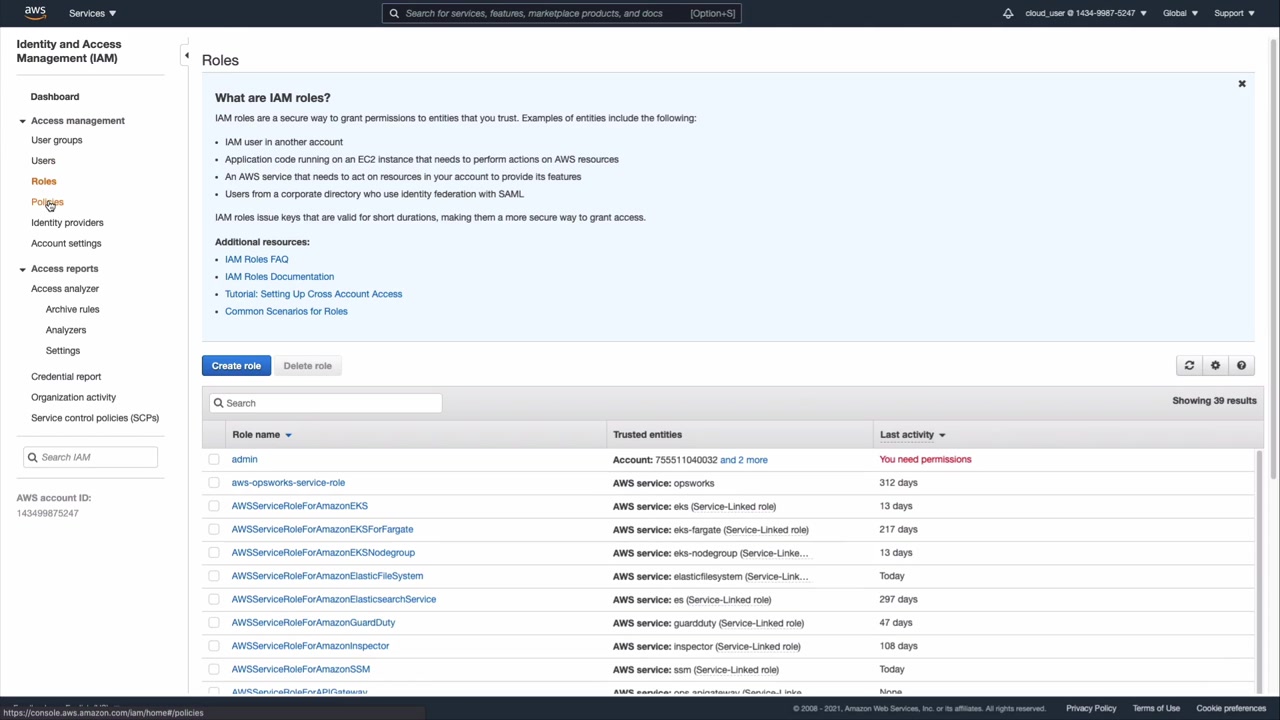 aws
Services
Search for services, features, marketplace products, and docs [Option+S]
cloud_user @ 1434-9987-5247
Global
Support
Identity and Access
Management (IAM)
Dashboard
Access management
User groups
Users
Roles
Policies
Identity providers
Account settings
Access reports
Access analyzer
Archive rules
Analyzers
Settings
Credential report
Organization activity
Service control policies (SCPs)
Search IAM
AWS account ID:
143499875247
Roles
What are IAM roles?
IAM roles are a secure way to grant permissions to entities that you trust. Examples of entities include the following:
• IAM user in another account
• Application code running on an EC2 instance that needs to perform actions on AWS resources
• An AWS service that needs to act on resources in your account to provide its features
• Users from a corporate directory who use identity federation with SAML
IAM roles issue keys that are valid for short durations, making them a more secure way to grant access.
Additional resources:
• IAM Roles FAQ
• IAM Roles Documentation
• Tutorial: Setting Up Cross Account Access
• Common Scenarios for Roles
Create role
Delete role
Search
Showing 39 results
Role name Trusted entities Last activity
admin Account: 755511040032 and 2 more You need permissions
aws-opsworks-service-role AWS service: opsworks 312 days
AWSServiceRoleForAmazonEKS AWS service: eks (Service-Linked role) 13 days
AWSServiceRoleForAmazonEKSForFargate AWS service: eks-fargate (Service-Linked role) 217 days
AWSServiceRoleForAmazonEKSNodegroup AWS service: eks-nodegroup (Service-Linke... 13 days
AWSServiceRoleForAmazonElasticFileSystem AWS service: elasticfilesystem (Service-Link... Today
AWSServiceRoleForAmazonElasticsearchService AWS service: es (Service-Linked role) 297 days
AWSServiceRoleForAmazonGuardDuty AWS service: guardduty (Service-Linked role) 47 days
AWSServiceRoleForAmazonInspector AWS service: inspector (Service-Linked role) 108 days
AWSServiceRoleForAmazonSSM AWS service: ssm (Service-Linked role) Today
AWSServiceRoleForAPIGateway AWS service: ops.apigateway (Service-Linke... None
https://console.aws.amazon.com/iam/home#/policies
© 2008 - 2021, Amazon Web Services, Inc. or its affiliates. All rights reserved.
Privacy Policy
Terms of Use
Cookie preferences